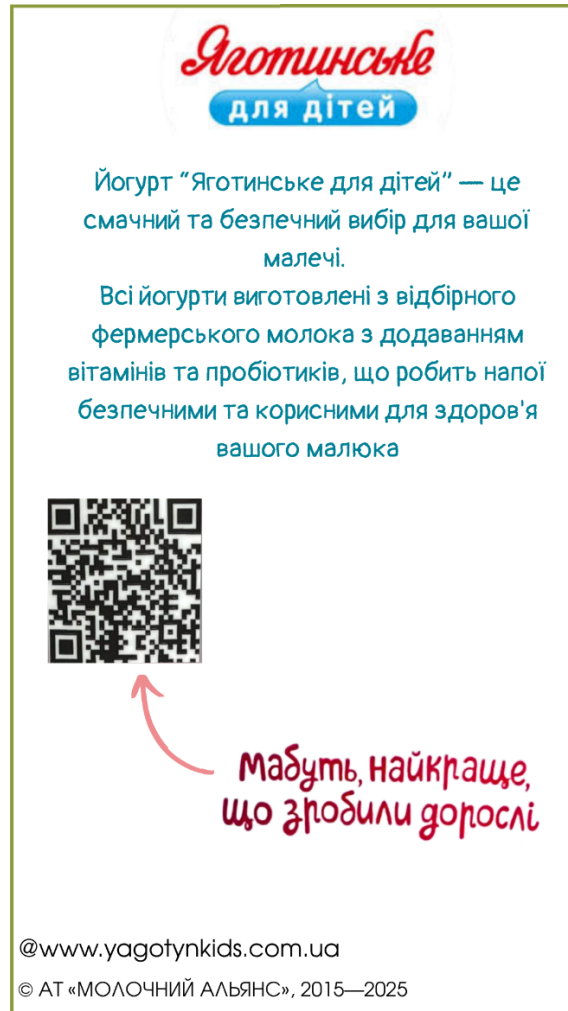 Яготинське
для дітей
Йогурт “Яготинське для дітей” — це
смачний та безпечний вибір для вашої
малечі.
Всі йогурти виготовлені з відбірного
фермерського молока з додаванням
вітамінів та пробіотиків, що робить напої
безпечними та корисними для здоров'я
вашого малюка
Мабуть, найкраще,
що зробили дорослі
@www.yagotynkids.com.ua
© АТ «МОЛОЧНИЙ АЛЬЯНС», 2015—2025